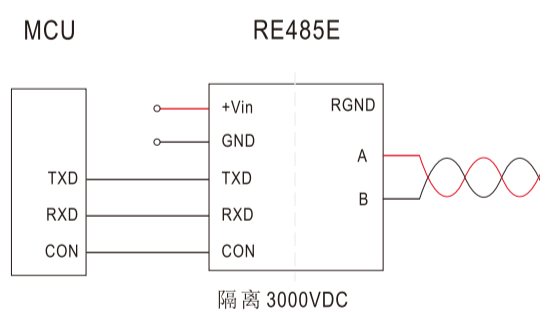 MCU RE485E
+Vin RGND
GND
A
TXD TXD
B
RXD RXD
CON CON
隔离 3000VDC